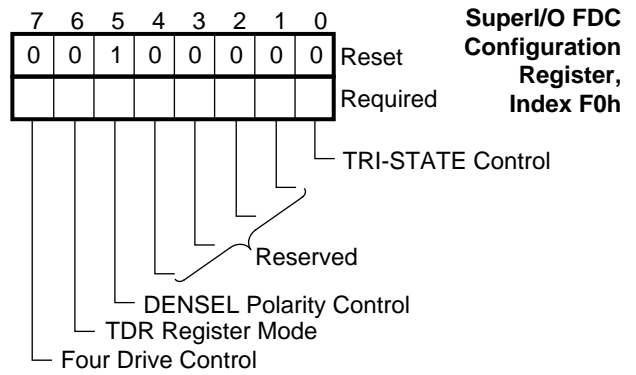 7 6 5 4 3 2 1 0
0 0 1 0 0 0 0 0 Reset
Required
SuperI/O FDC
Configuration
Register,
Index F0h
TRI-STATE Control
Reserved
DENSEL Polarity Control
TDR Register Mode
Four Drive Control